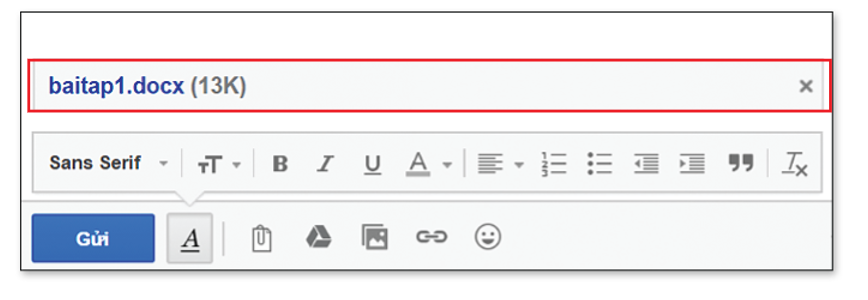 baitap1.docx (13K)
Sans Serif
Gửi